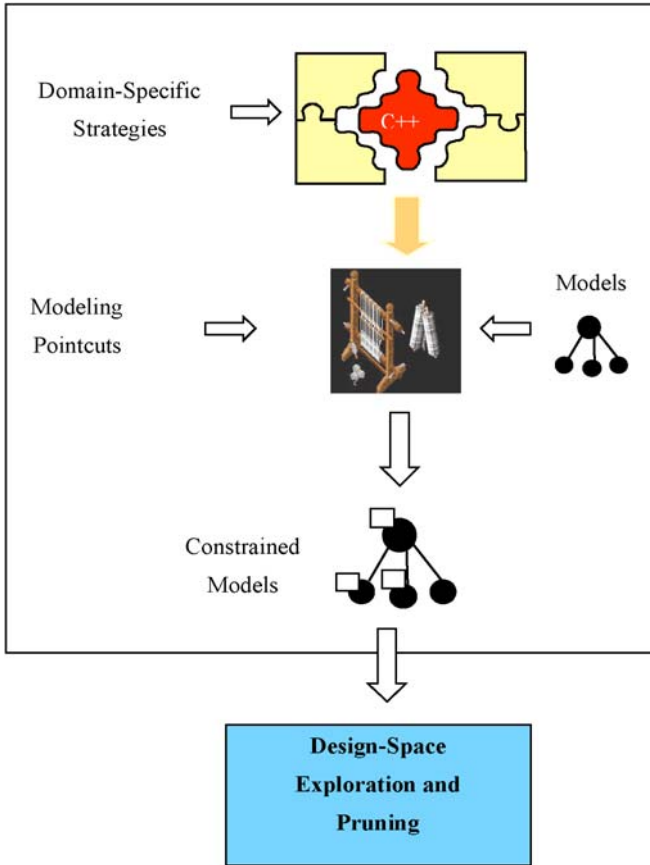 Domain-Specific
Strategies
C++
Modeling
Pointcuts
Models
Constrained
Models
Design-Space
Exploration and
Pruning